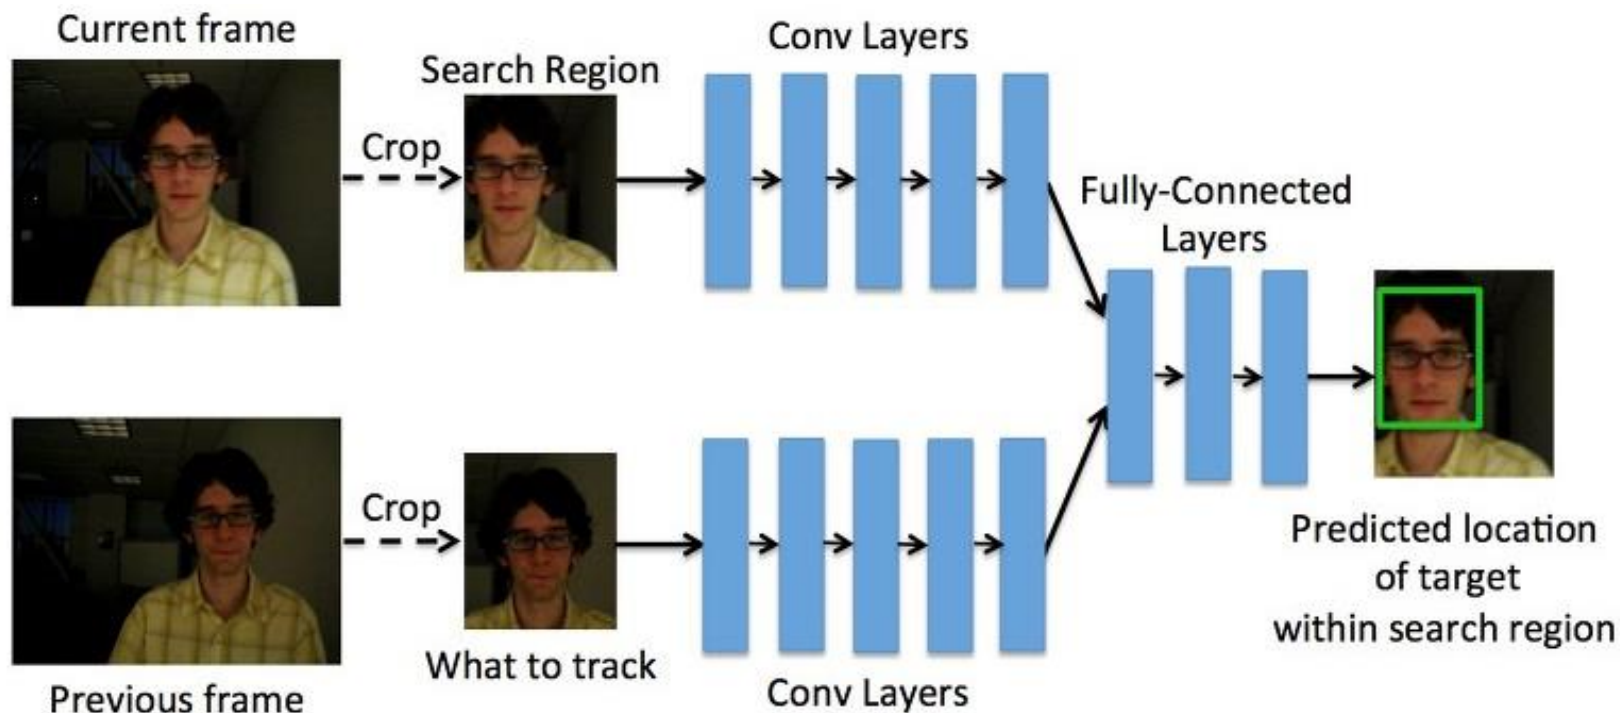 Current frame
Search Region
Crop
Conv Layers
Fully-Connected
Layers
Crop
What to track
Previous frame
Conv Layers
Predicted location
of target
within search region